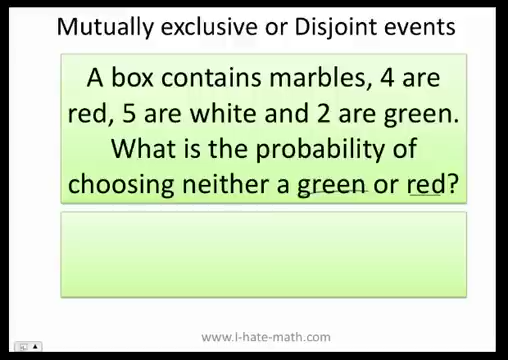 Mutually exclusive or Disjoint events
A box contains marbles, 4 are
red, 5 are white and 2 are green.
What is the probability of
choosing neither a green or red?
www.I-hate-math.com